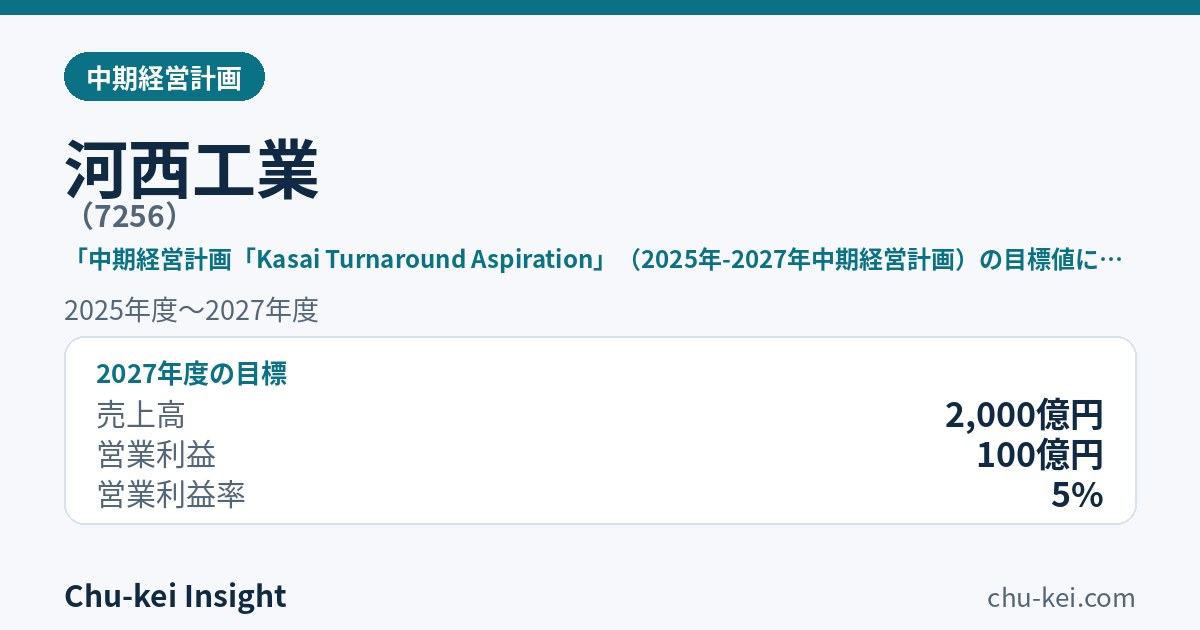 中期経営計画
河西工業
（7256）
「中期経営計画「Kasai Turnaround Aspiration」（2025年-2027年中期経営計画）の目標値に…
2025年度～2027年度
2027年度の目標
売上高 2,000億円
営業利益 100億円
営業利益率 5%
Chu-kei Insight chu-kei.com